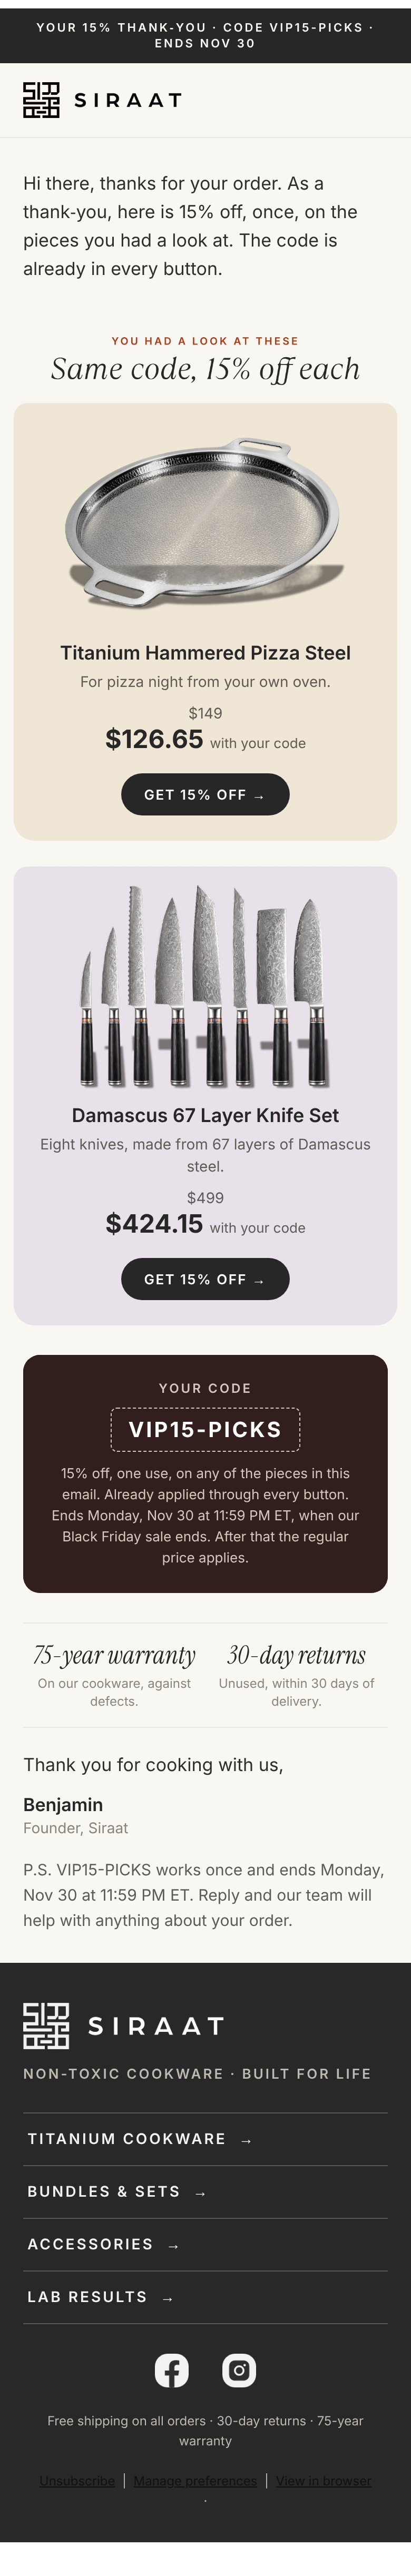 YOUR 15% THANK-YOU · CODE VIP15-PICKS ·
ENDS NOV 30
SIRAAT
Hi there, thanks for your order. As a
thank-you, here is 15% off, once, on the
pieces you had a look at. The code is
already in every button.
YOU HAD A LOOK AT THESE
Same code, 15% off each
Titanium Hammered Pizza Steel
For pizza night from your own oven.
$149
$126.65 with your code
GET 15% OFF →
Damascus 67 Layer Knife Set
Eight knives, made from 67 layers of Damascus
steel.
$499
$424.15 with your code
GET 15% OFF →
YOUR CODE
VIP15-PICKS
15% off, one use, on any of the pieces in this
email. Already applied through every button.
Ends Monday, Nov 30 at 11:59 PM ET, when our
Black Friday sale ends. After that the regular
price applies.
75-year warranty
On our cookware, against
defects.
30-day returns
Unused, within 30 days of
delivery.
Thank you for cooking with us,
Benjamin
Founder, Siraat
P.S. VIP15-PICKS works once and ends Monday,
Nov 30 at 11:59 PM ET. Reply and our team will
help with anything about your order.
SIRAAT
NON-TOXIC COOKWARE · BUILT FOR LIFE
TITANIUM COOKWARE →
BUNDLES & SETS →
ACCESSORIES →
LAB RESULTS →
Free shipping on all orders · 30-day returns · 75-year
warranty
Unsubscribe | Manage preferences | View in browser
.